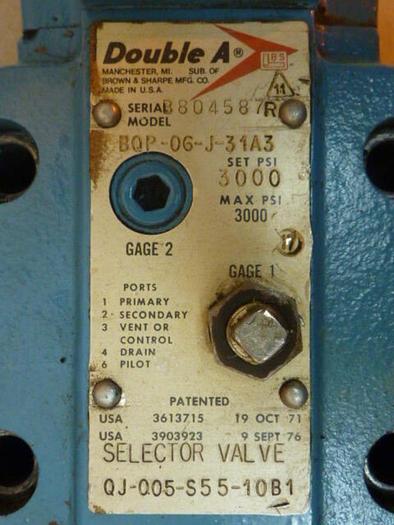 Double A®
MANCHESTER, MI. SUB. OF
BROWN & SHARPE MFG. CO.
MADE IN U.S.A.
11
SERIAL B804587R
MODEL
BQP-06-J-31A3
SET PSI
3000
MAX PSI
3000
GAGE 2
GAGE 1
PORTS
1 PRIMARY
2 SECONDARY
3 VENT OR
CONTROL
4 DRAIN
6 PILOT
PATENTED
USA 3613715 19 OCT 71
USA 3903923 9 SEPT 76
SELECTOR VALVE
QJ-005-S55-10B1